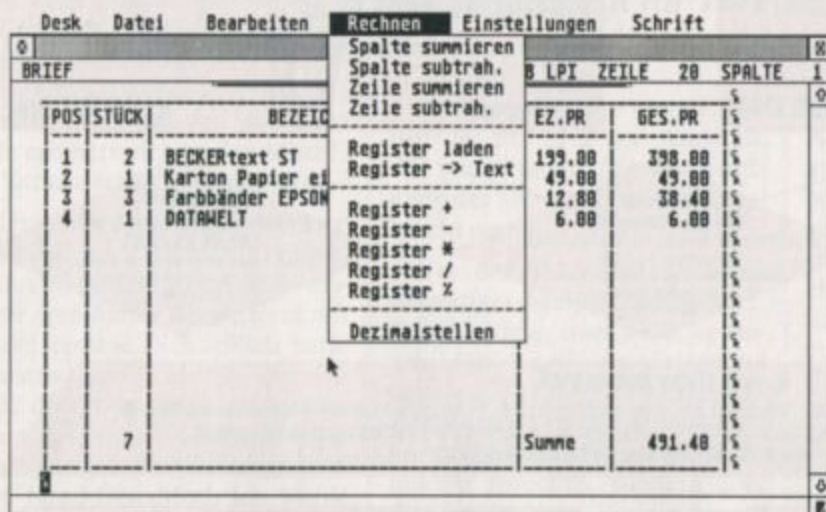 Desk Datei Bearbeiten Rechnen Einstellungen Schrift
Spalte summieren
Spalte subtrah.
Zeile summieren
Zeile subtrah.
Register laden
Register -> Text
Register +
Register -
Register *
Register /
Register %
Dezimalstellen
BRIEF LPI ZEILE 20 SPALTE 1
POS STÜCK BEZEIC EZ.PR GES.PR
1 2 BECKERtext ST 199.00 398.00
2 1 Karton Papier ei 49.00 49.00
3 3 Farbbänder EPSON 12.80 38.40
4 1 DATAWELT 6.00 6.00
7 Summe 491.40